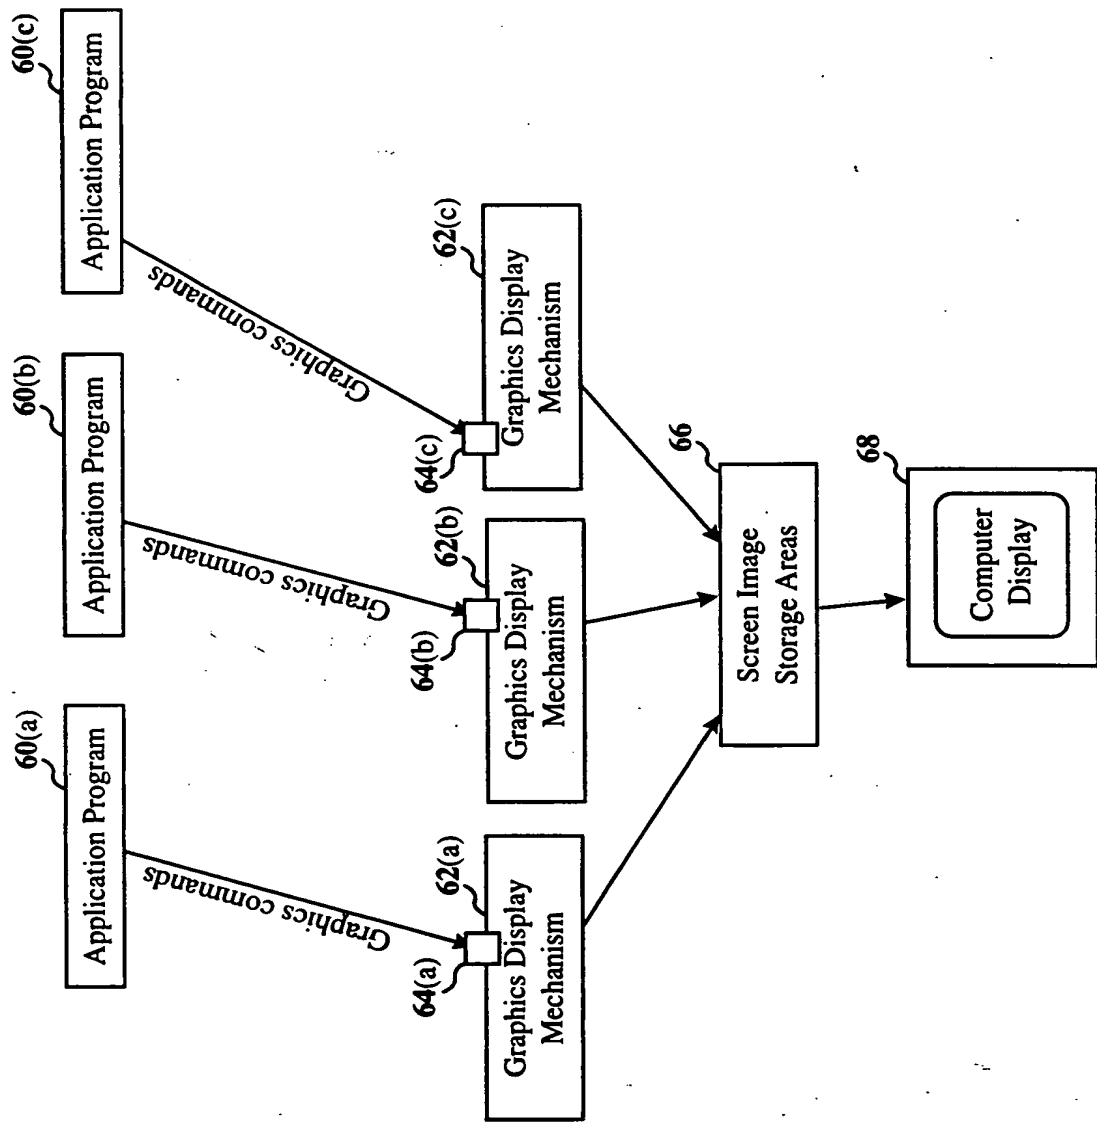 60(a)
Application Program
60(b)
Application Program
60(c)
Application Program
Graphics commands
Graphics commands
Graphics commands
64(a)
62(a)
Graphics Display
Mechanism
64(b)
62(b)
Graphics Display
Mechanism
64(c)
62(c)
Graphics Display
Mechanism
66
Screen Image
Storage Areas
68
Computer
Display